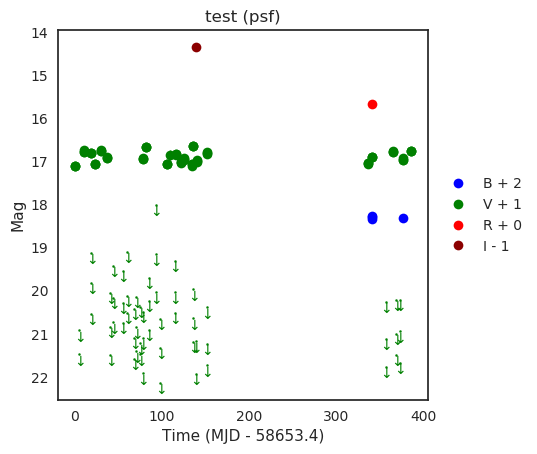 test (psf)
14
15
16
17
18
19
20
21
22
Mag
0
100
200
300
400
Time (MJD - 58653.4)
B + 2
V + 1
R + 0
I - 1